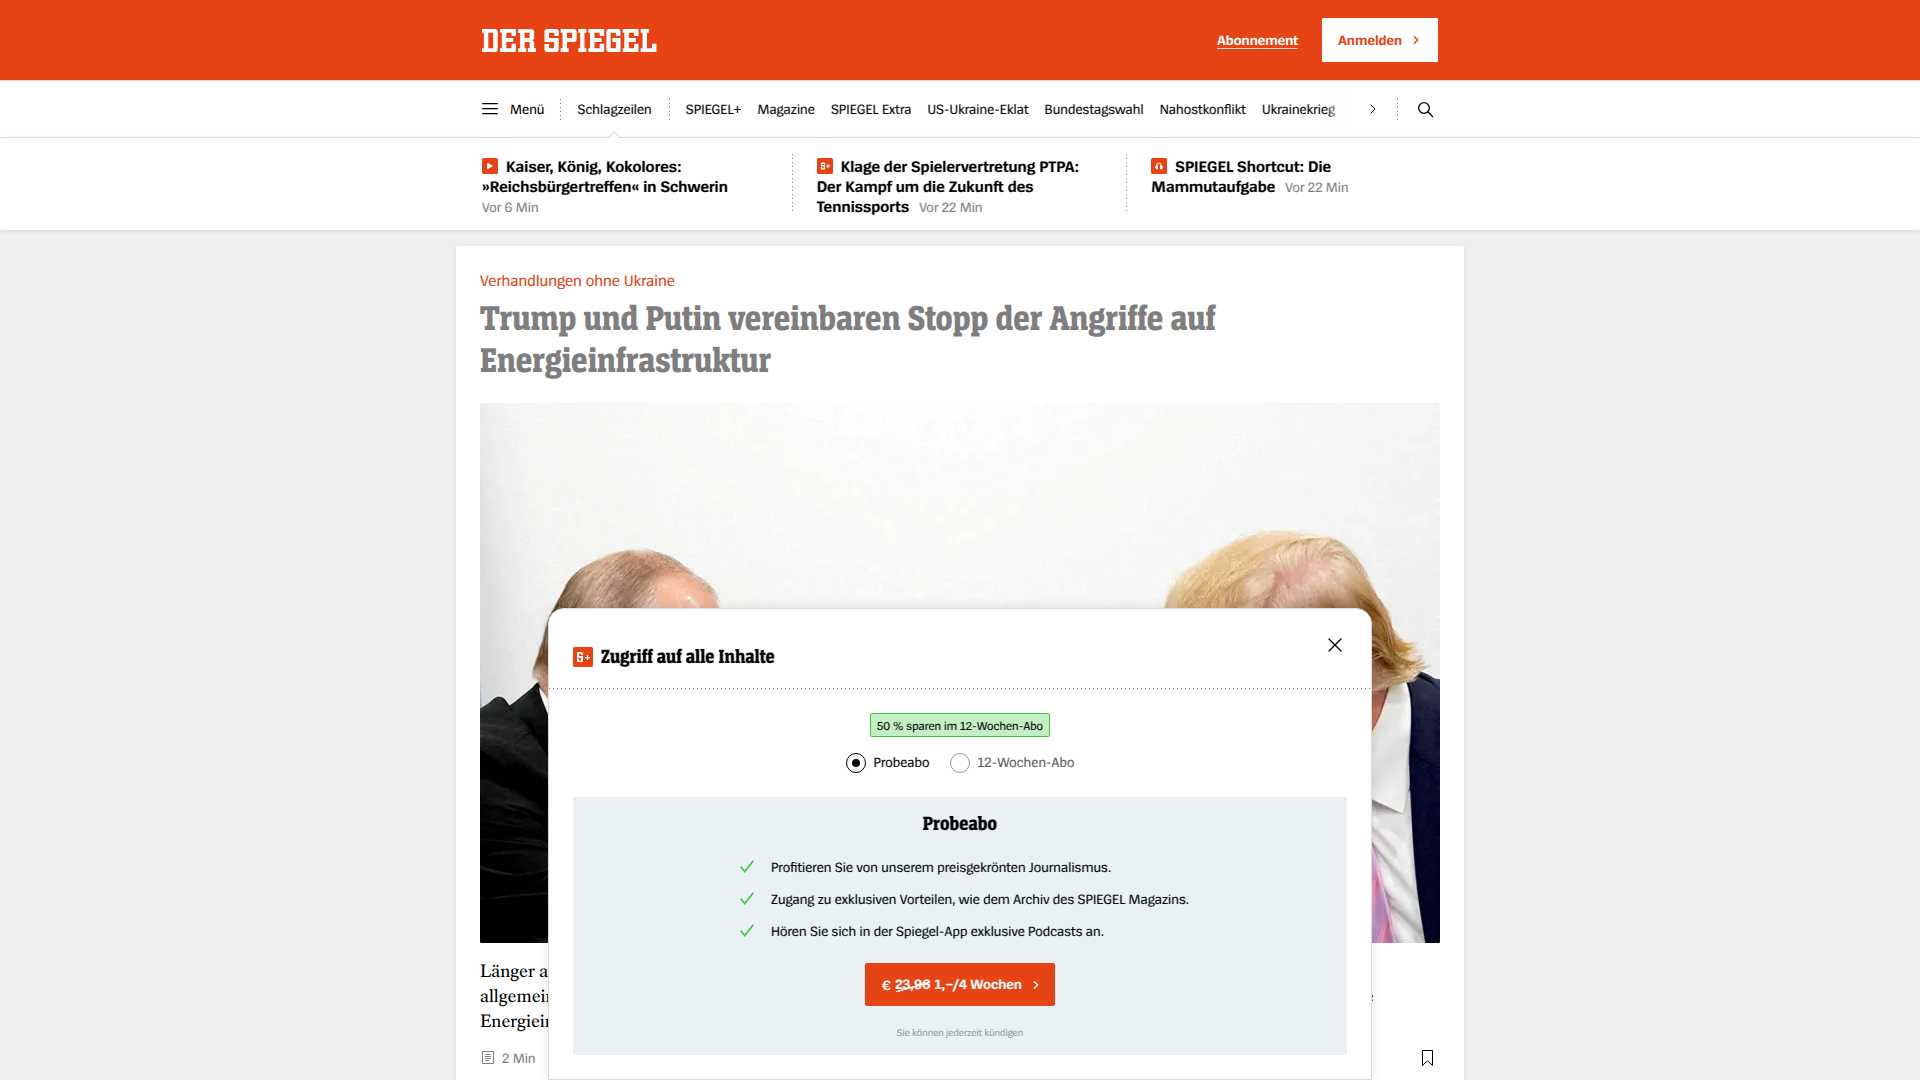 DER SPIEGEL
Abonnement
Anmelden
Menü
Schlagzeilen
SPIEGEL+
Magazine
SPIEGEL Extra
US-Ukraine-Eklat
Bundestagswahl
Nahostkonflikt
Ukrainekrieg
Kaiser, König, Kokolores:
»Reichsbürgertreffen« in Schwerin
Vor 6 Min
Klage der Spielervertretung PTPA:
Der Kampf um die Zukunft des
Tennissports Vor 22 Min
SPIEGEL Shortcut: Die
Mammutaufgabe Vor 22 Min
Verhandlungen ohne Ukraine
Trump und Putin vereinbaren Stopp der Angriffe auf
Energieinfrastruktur
Zugriff auf alle Inhalte
50 % sparen im 12-Wochen-Abo
Probeabo
12-Wochen-Abo
Probeabo
Profitieren Sie von unserem preisgekrönten Journalismus.
Zugang zu exklusiven Vorteilen, wie dem Archiv des SPIEGEL Magazins.
Hören Sie sich in der Spiegel-App exklusive Podcasts an.
€ 23,96 1,–/4 Wochen
Sie können jederzeit kündigen
Länger
2 Min